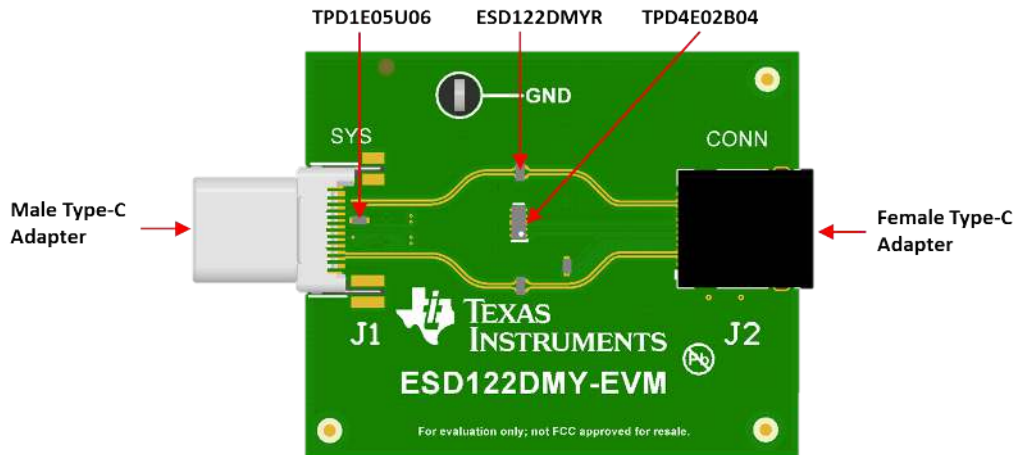 TPD1E05U06
ESD122DMYR
TPD4E02B04
GND
SYS
CONN
Male Type-C
Adapter
Female Type-C
Adapter
J1
TEXAS
INSTRUMENTS
J2
Pb
ESD122DMY-EVM
For evaluation only; not FCC approved for resale.